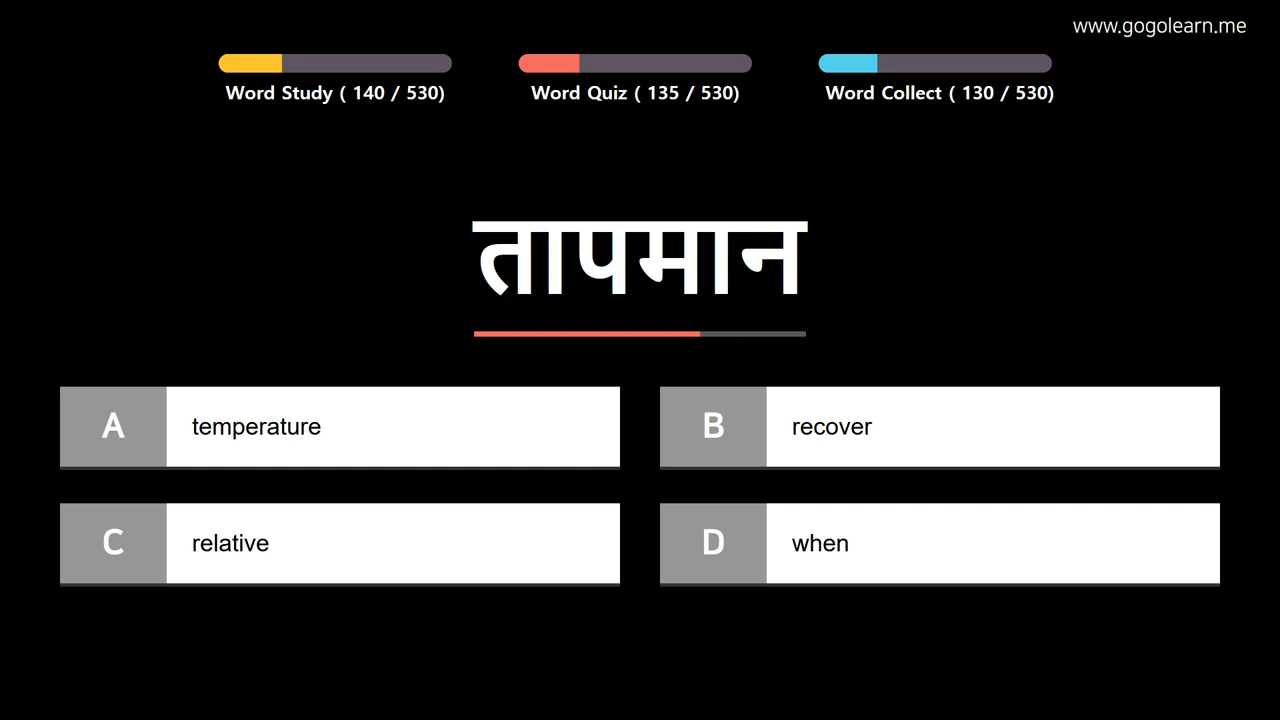 www.gogolearn.me
Word Study ( 140 / 530)
Word Quiz ( 135 / 530)
Word Collect ( 130 / 530)
तापमान
A temperature
B recover
C relative
D when